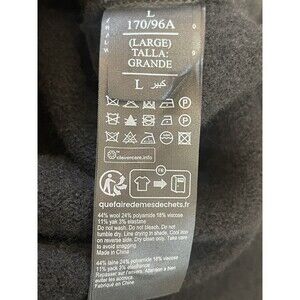 L
170/96A
(LARGE)
TALLA:
GRANDE
L كبير
clevercare.info
FR
quefairedemesdechets.fr
44% wool 24% polyamide 18% viscose
11% yak 3% elastane
Do not wash. Do not bleach. Do not
tumble dry. Line drying in shade. Cool iron
on reverse side. Dry clean only. Take care
to avoid snagging.
44% laine 24% polyamide 18% viscose
11% yak 3% élasthanne
Fabriqué en Chine
Made in China